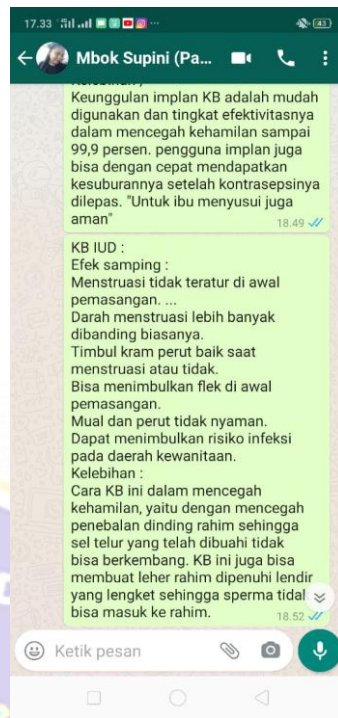 17.33
43
Mbok Supini (Pa...
Keunggulan implan KB adalah mudah
digunakan dan tingkat efektivitasnya
dalam mencegah kehamilan sampai
99,9 persen. pengguna implan juga
bisa dengan cepat mendapatkan
kesuburannya setelah kontrasepsinya
dilepas. "Untuk ibu menyusui juga
aman"
18.49
KB IUD :
Efek samping :
Menstruasi tidak teratur di awal
pemasangan. ...
Darah menstruasi lebih banyak
dibanding biasanya.
Timbul kram perut baik saat
menstruasi atau tidak.
Bisa menimbulkan flek di awal
pemasangan.
Mual dan perut tidak nyaman.
Dapat menimbulkan risiko infeksi
pada daerah kewanitaan.
Kelebihan :
Cara KB ini dalam mencegah
kehamilan, yaitu dengan mencegah
penebalan dinding rahim sehingga
sel telur yang telah dibuahi tidak
bisa berkembang. KB ini juga bisa
membuat leher rahim dipenuhi lendir
yang lengket sehingga sperma tidak
bisa masuk ke rahim.
18.52
Ketik pesan